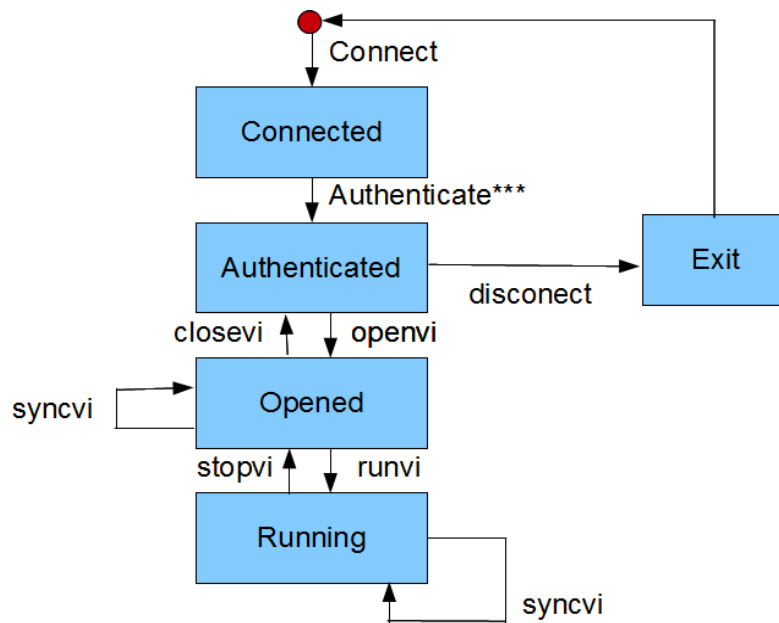 Connect
Connected
Authenticate***
Authenticated
Exit
disconect
closevi
openvi
syncvi
Opened
stopvi
runvi
Running
syncvi